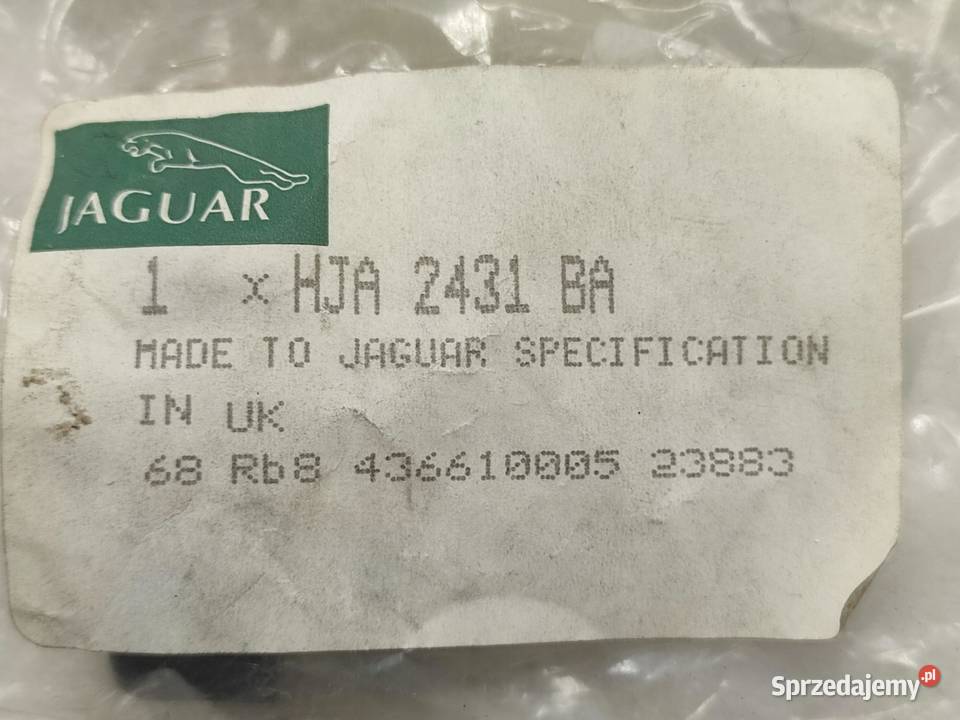 JAGUAR
1 x HJA 2431 BA
MADE TO JAGUAR SPECIFICATION
IN UK
68 Rb8 436610005 23883
Sprzedajemy.pl